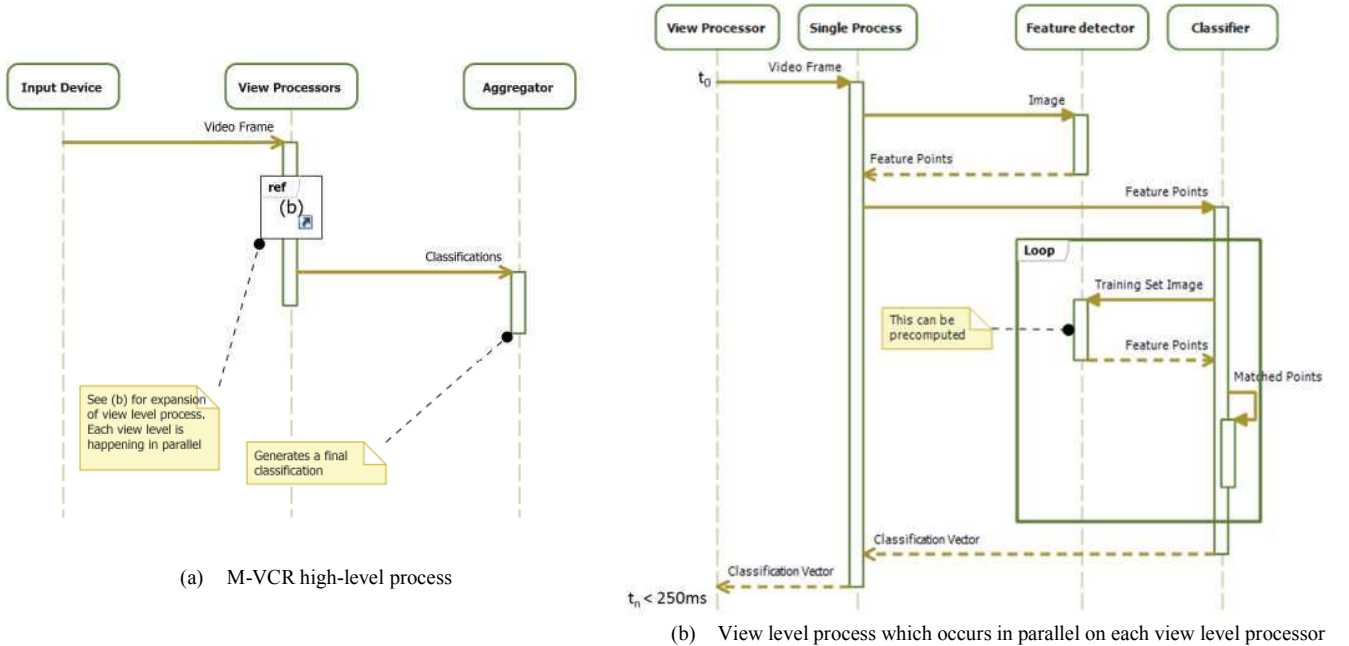 Input Device
View Processors
Aggregator
Video Frame
ref
(b)
Classifications
See (b) for expansion
of view level process.
Each view level is
happening in parallel
Generates a final
classification
(a) M-VCR high-level process
View Processor
Single Process
Feature detector
Classifier
t0
Video Frame
Image
Feature Points
Feature Points
Loop
Training Set Image
This can be
precomputed
Feature Points
Matched Points
Classification Vector
Classification Vector
tn < 250ms
(b) View level process which occurs in parallel on each view level processor